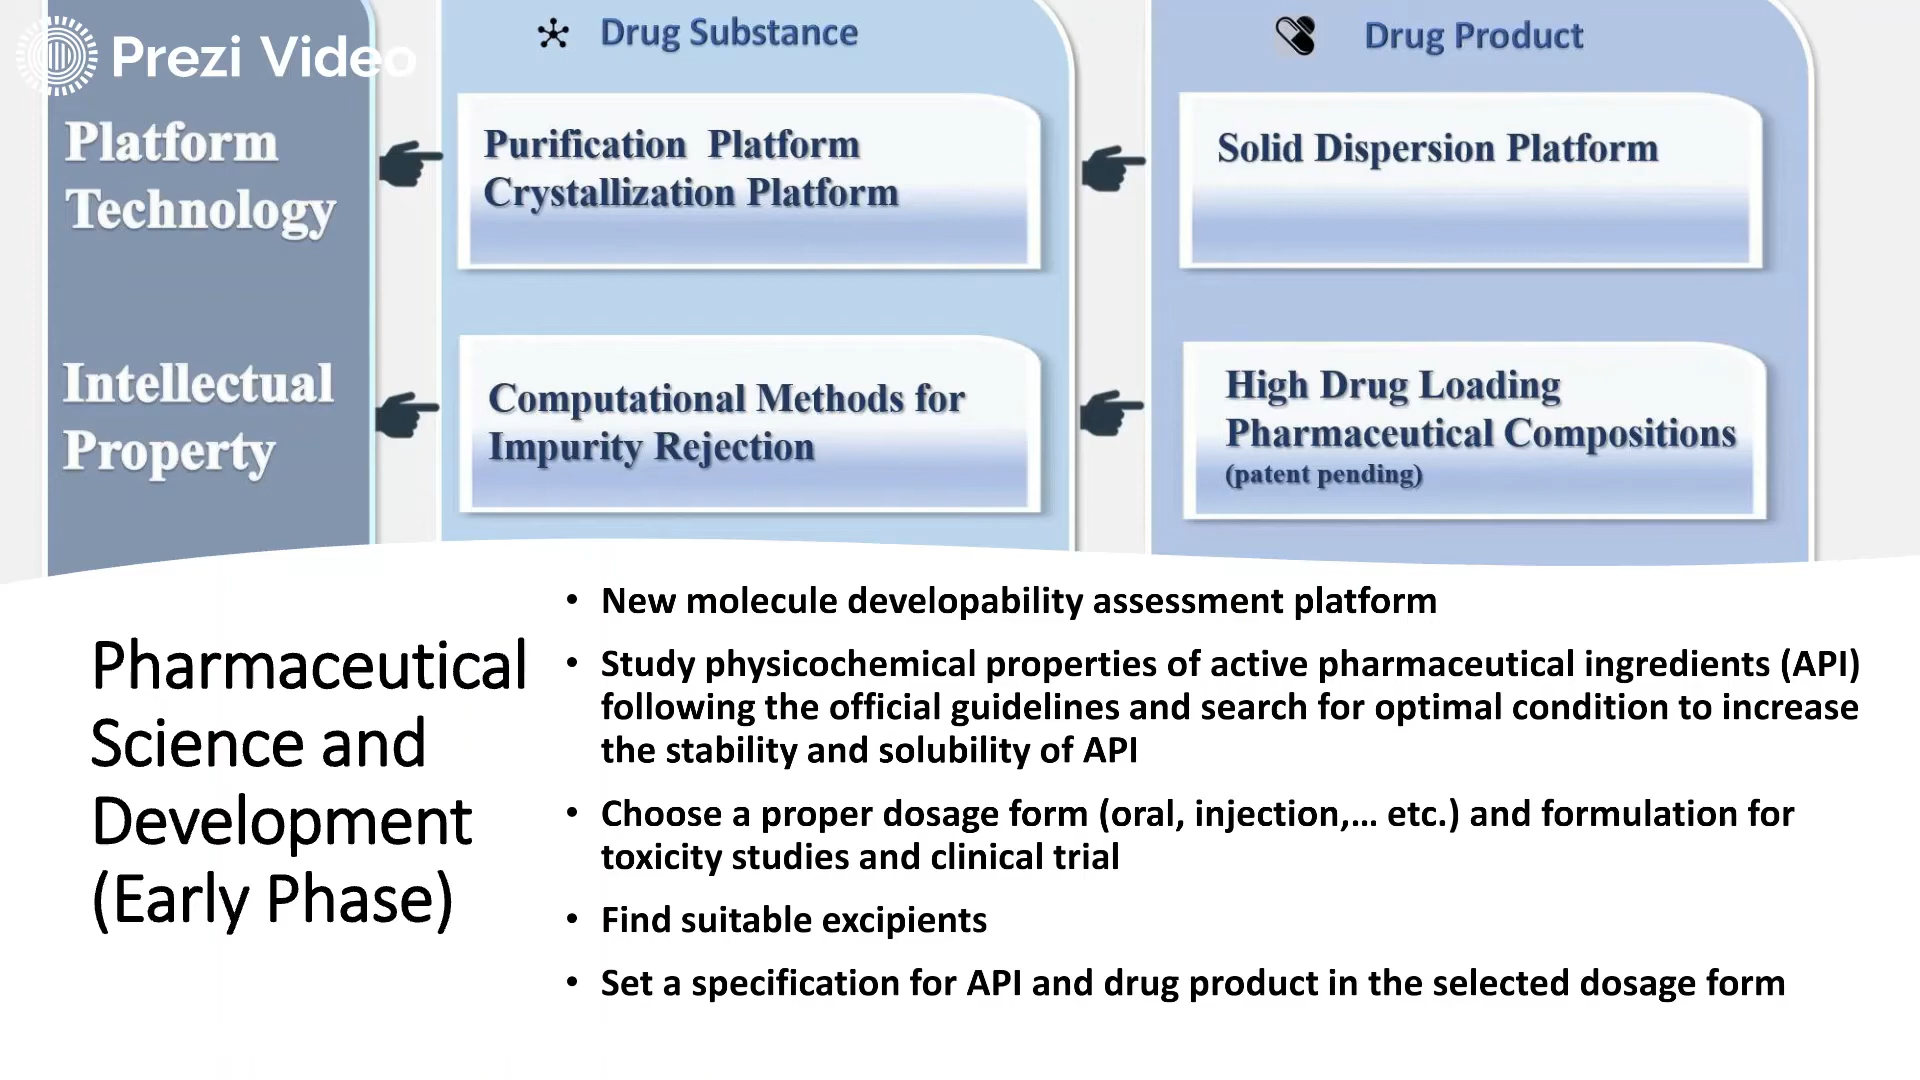 Prezi Video
Drug Substance
Drug Product
Platform
Technology
Purification Platform
Crystallization Platform
Solid Dispersion Platform
Intellectual
Property
Computational Methods for
Impurity Rejection
High Drug Loading
Pharmaceutical Compositions
(patent pending)
Pharmaceutical
Science and
Development
(Early Phase)
• New molecule developability assessment platform
• Study physicochemical properties of active pharmaceutical ingredients (API)
following the official guidelines and search for optimal condition to increase
the stability and solubility of API
• Choose a proper dosage form (oral, injection,... etc.) and formulation for
toxicity studies and clinical trial
• Find suitable excipients
• Set a specification for API and drug product in the selected dosage form